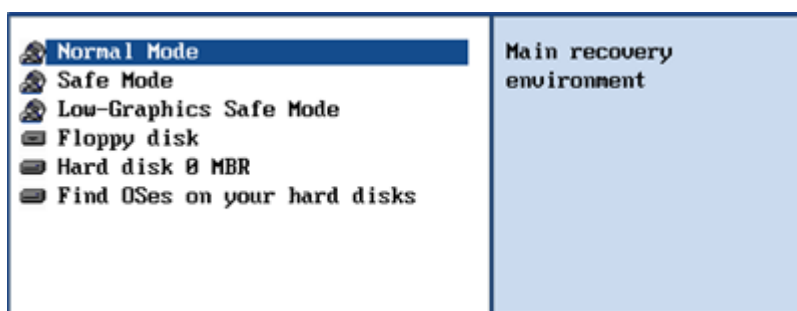 Normal Mode
Safe Mode
Low-Graphics Safe Mode
Floppy disk
Hard disk 0 MBR
Find OSes on your hard disks
Main recovery
environment